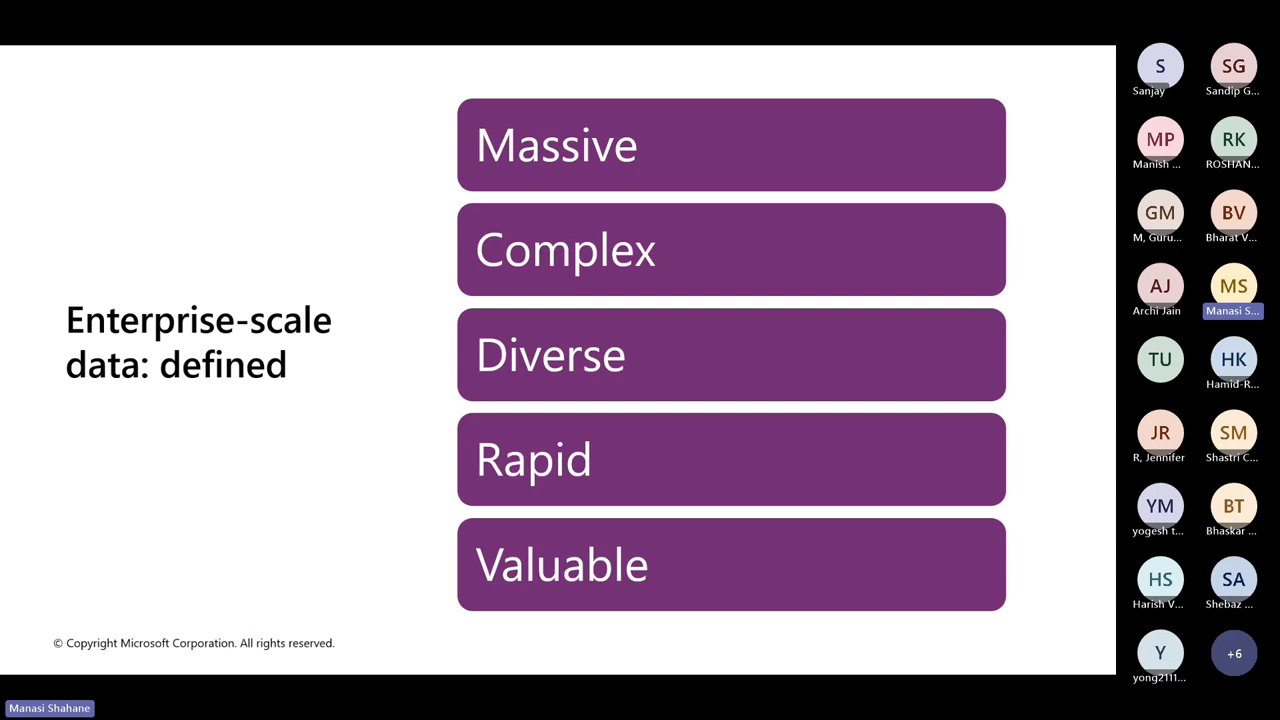 Enterprise-scale
data: defined
Massive
Complex
Diverse
Rapid
Valuable
© Copyright Microsoft Corporation. All rights reserved.
Manasi Shahane
S
Sanjay
SG
Sandip G...
MP
Manish ...
RK
ROSHAN...
GM
M, Guru...
BV
Bharat V...
AJ
Archi Jain
MS
Manasi S...
TU
HK
Hamid-R...
JR
R, Jennifer
SM
Shastri C...
YM
yogesh t...
BT
Bhaskar ...
HS
Harish V...
SA
Shebaz ...
Y
yong2111...
+6